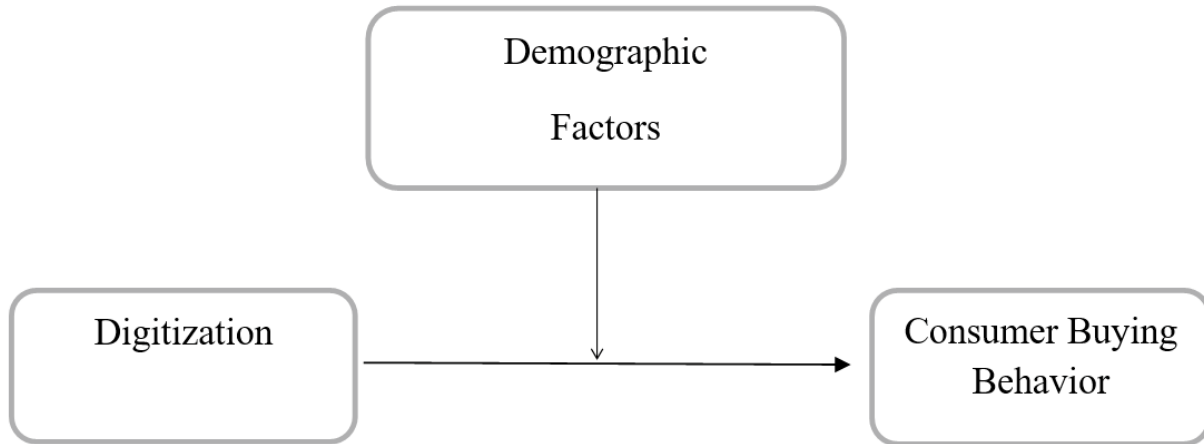 Demographic
Factors
Digitization
Consumer Buying
Behavior